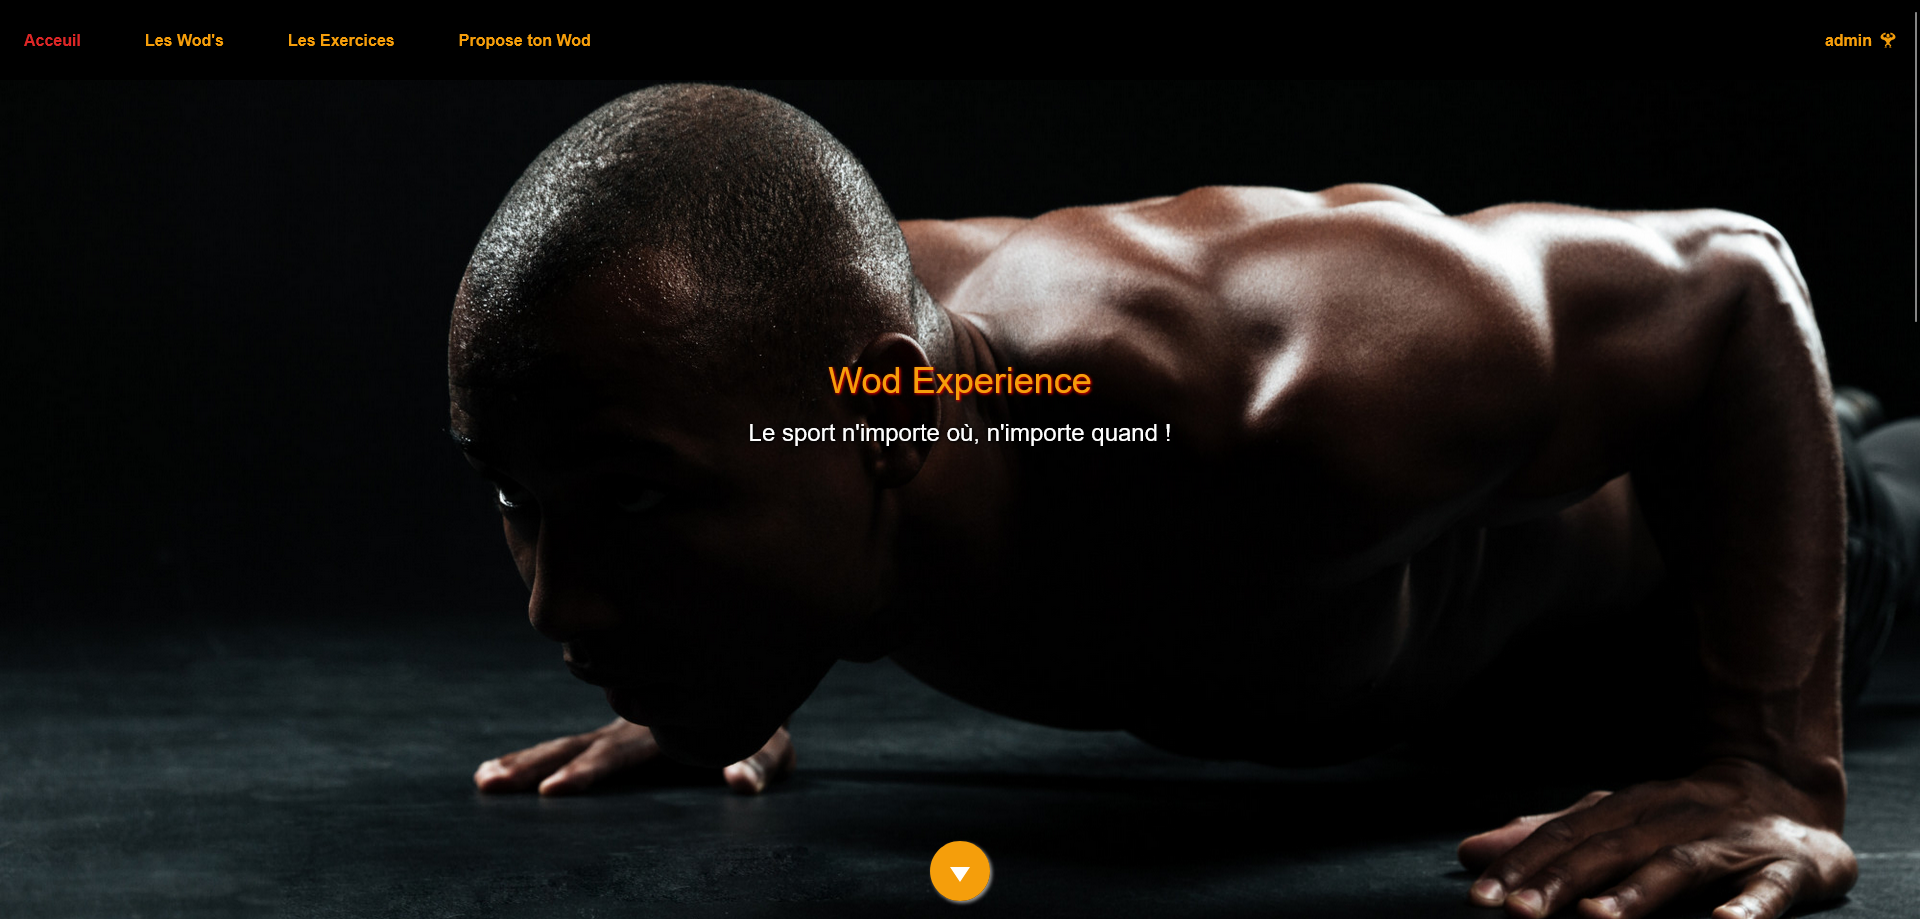 Acceuil Les Wod's Les Exercices Propose ton Wod admin
Wod Experience
Le sport n'importe où, n'importe quand !